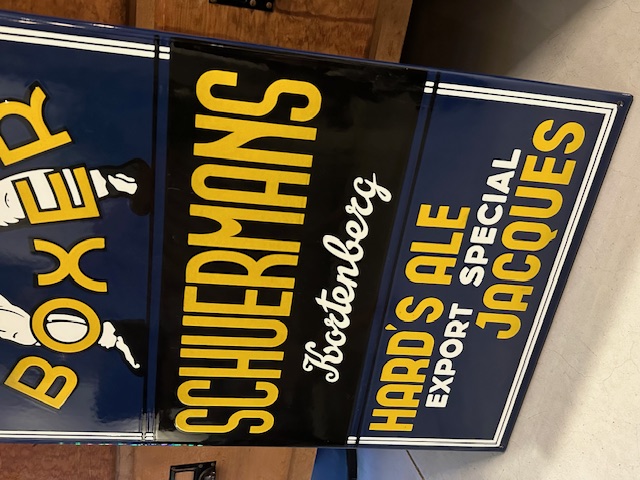 BOXER
SCHUERMANS
Kortenberg
HARD'S ALE
EXPORT SPECIAL
JACQUES